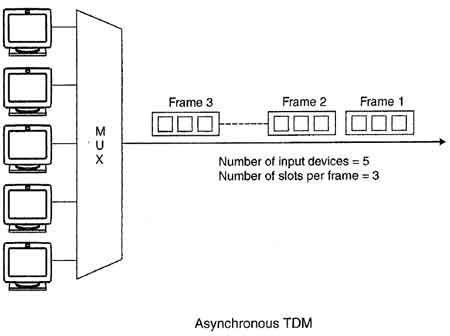 Frame 3 Frame 2 Frame 1
M
U
X
Number of input devices = 5
Number of slots per frame = 3
Asynchronous TDM